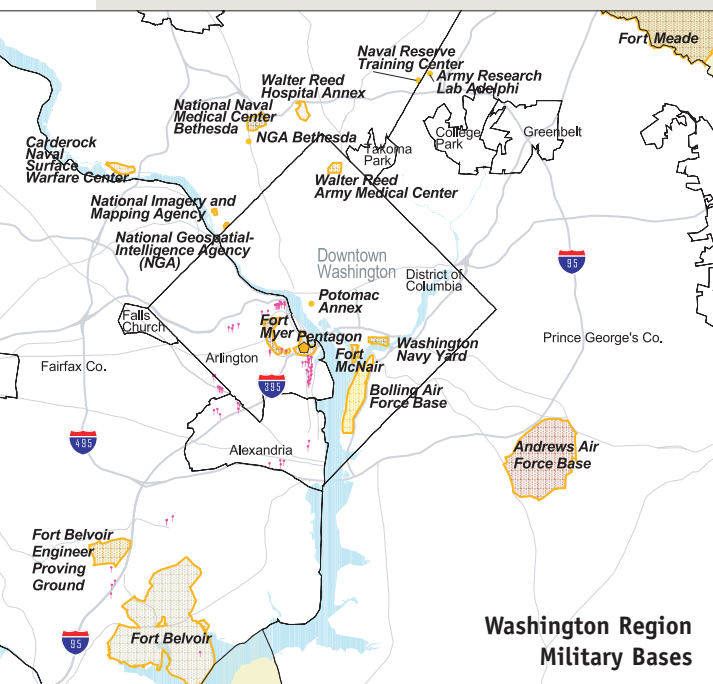 Fort Meade
Naval Reserve
Training Center
Army Research
Lab Adelphi
Walter Reed
Hospital Annex
National Naval
Medical Center
Bethesda
NGA Bethesda
College
Park
Greenbelt
Takoma
Park
Carderock
Naval
Surface
Warfare Center
Walter Reed
Army Medical Center
National Imagery and
Mapping Agency
National Geospatial-
Intelligence Agency
(NGA)
Downtown
Washington
District of
Columbia
95
Potomac
Annex
Falls
Church
Fort
Myer
Pentagon
Washington
Navy Yard
Prince George's Co.
Fort
McNair
Arlington
Fairfax Co.
395
Bolling Air
Force Base
495
Alexandria
Andrews Air
Force Base
Fort Belvoir
Engineer
Proving
Ground
95
Fort Belvoir
Washington Region
Military Bases